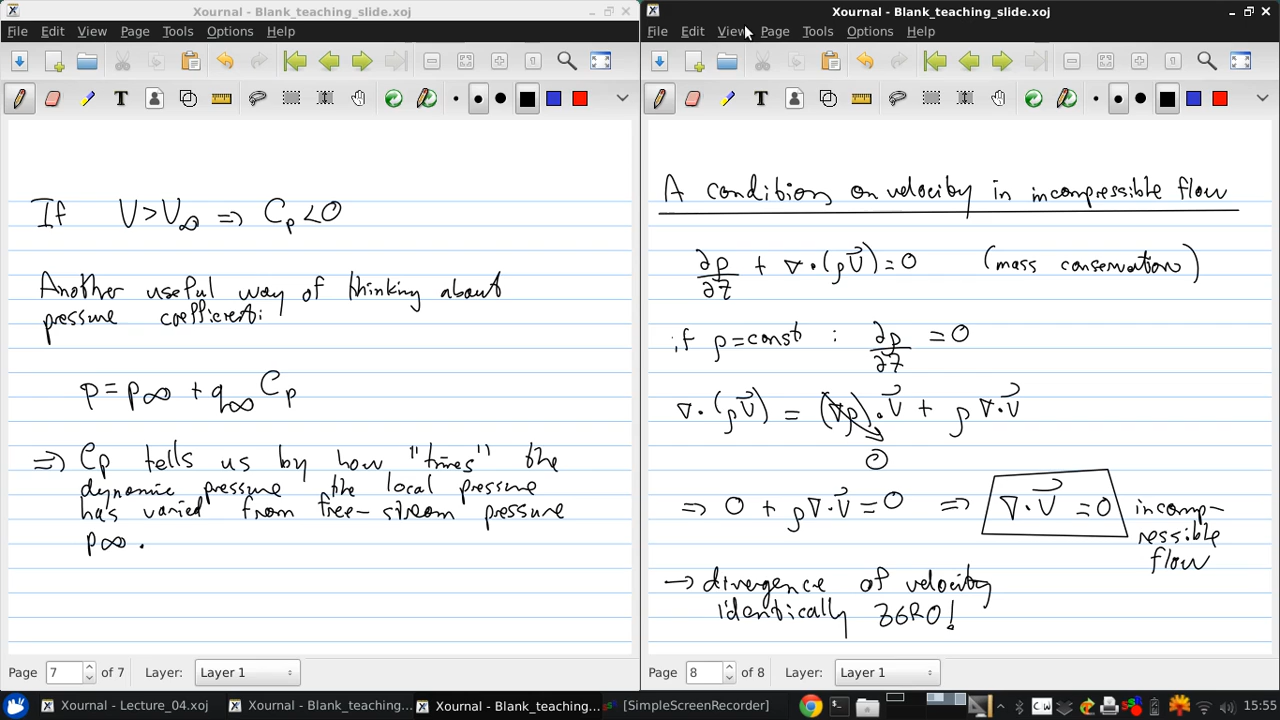 Xournal - Blank_teaching_slide.xoj
File Edit View Page Tools Options Help
If V > V∞ ⇒ Cp < 0
Another useful way of thinking about
pressure coefficient:
p = p∞ + q∞ Cp
⇒ Cp tells us by how "times" the
dynamic pressure the local pressure
has varied from free-stream pressure
p∞.
Page 7 of 7 Layer: Layer 1
Xournal - Blank_teaching_slide.xoj
File Edit View Page Tools Options Help
A condition on velocity in incompressible flow
∂ρ/∂t + ∇·(ρV⃗) = 0 (mass conservation)
if ρ = const : ∂ρ/∂t = 0
∇·(ρV⃗) = (∇ρ)·V⃗ + ρ∇·V⃗
0
⇒ 0 + ρ∇·V⃗ = 0 ⇒ ∇·V⃗ = 0 incomp-
ressible
flow
→ divergence of velocity
identically ZERO!
Page 8 of 8 Layer: Layer 1
Xournal - Lecture_04.xoj Xournal - Blank_teaching... Xournal - Blank_teaching... [SimpleScreenRecorder] 15:55